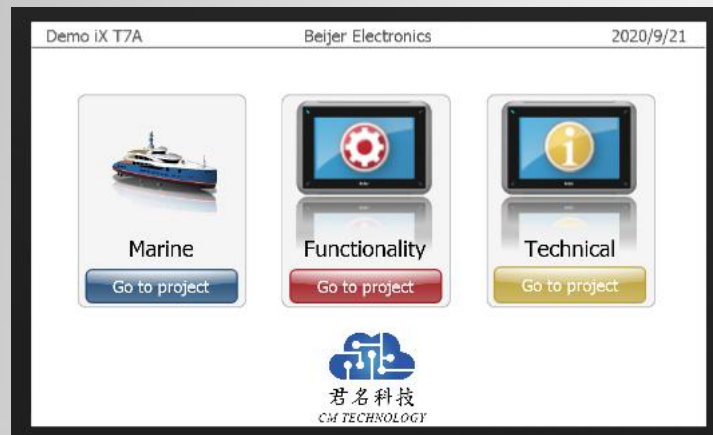 Demo iX T7A Beijer Electronics 2020/9/21
Marine Functionality Technical
Go to project Go to project Go to project
君名科技
CM TECHNOLOGY